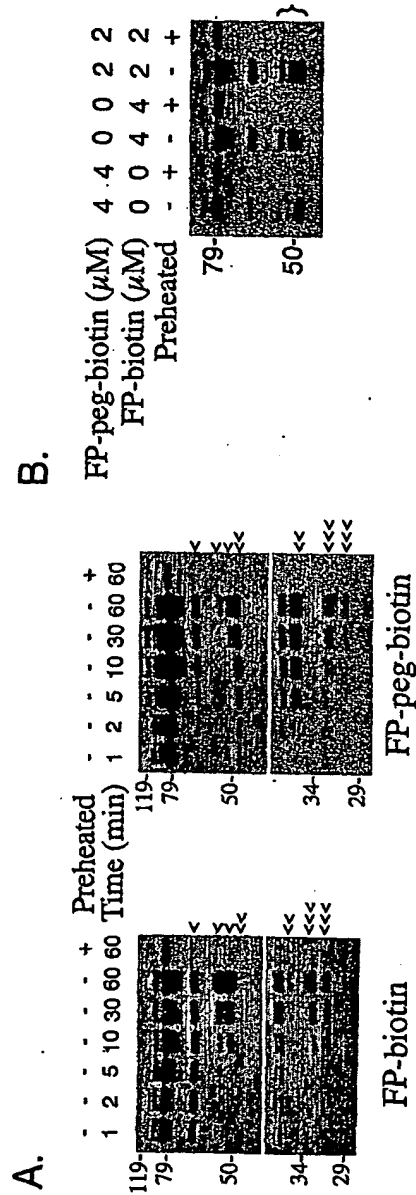 A.
- - - - - - + Preheated - - - - - - +
1 2 5 10 30 60 60 Time (min) 1 2 5 10 30 60 60
119- 119-
79- 79-
50- 50-
34- 34-
29- 29-
FP-biotin FP-peg-biotin
B.
FP-peg-biotin (μM) 4 4 0 0 2 2
FP-biotin (μM) 0 0 4 4 2 2
Preheated - + - + - +
79-
50-
}